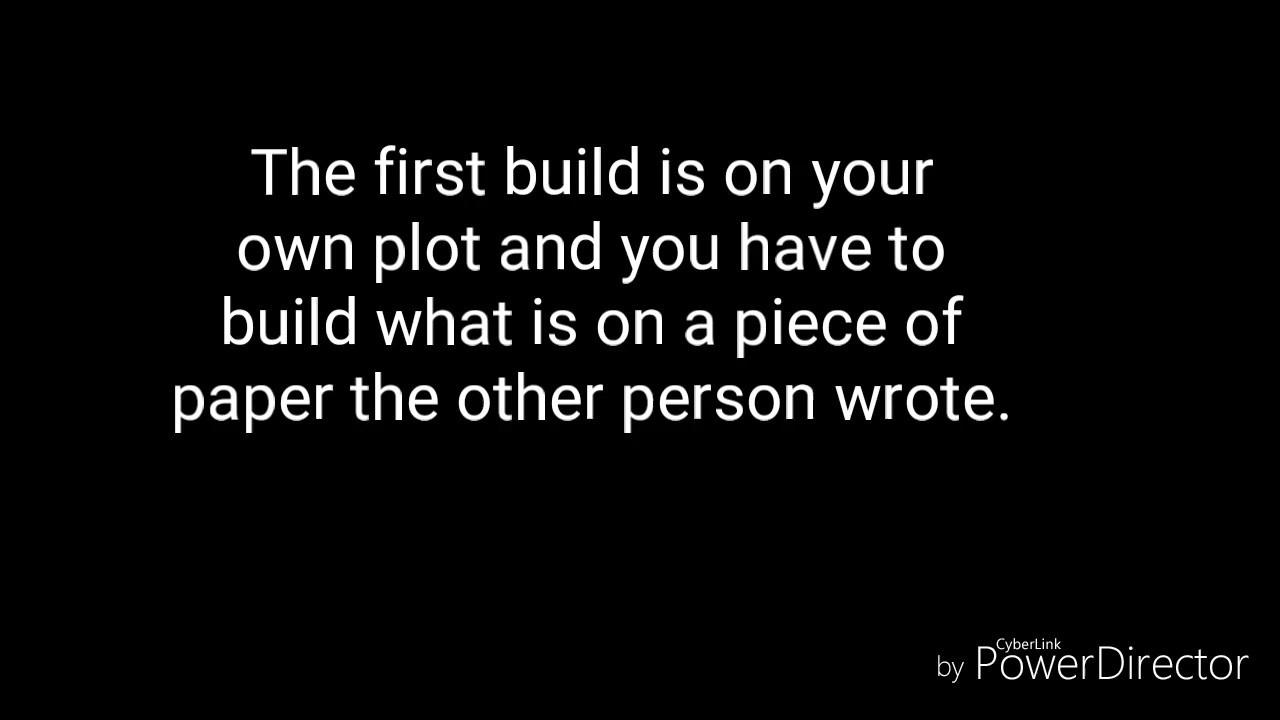 The first build is on your
own plot and you have to
build what is on a piece of
paper the other person wrote.
CyberLink
by PowerDirector